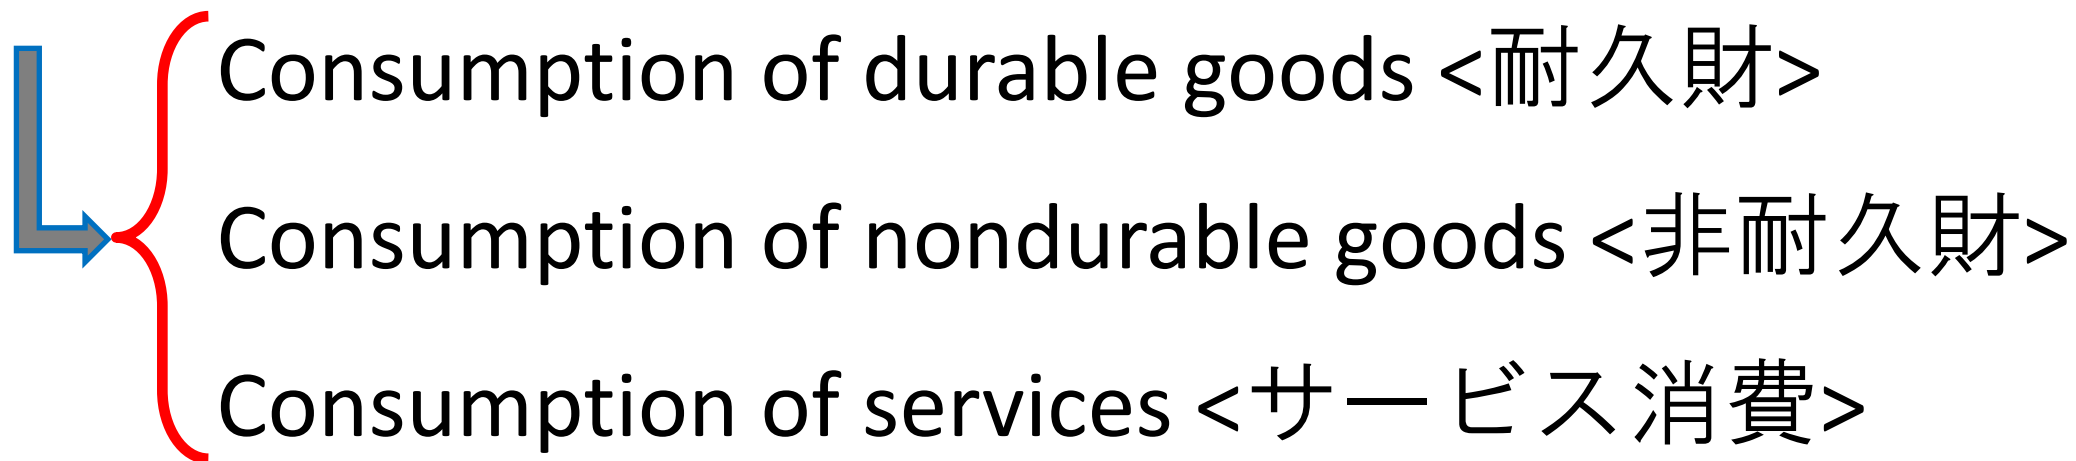 Consumption of durable goods <耐久財>
Consumption of nondurable goods <非耐久財>
Consumption of services <サービス消費>